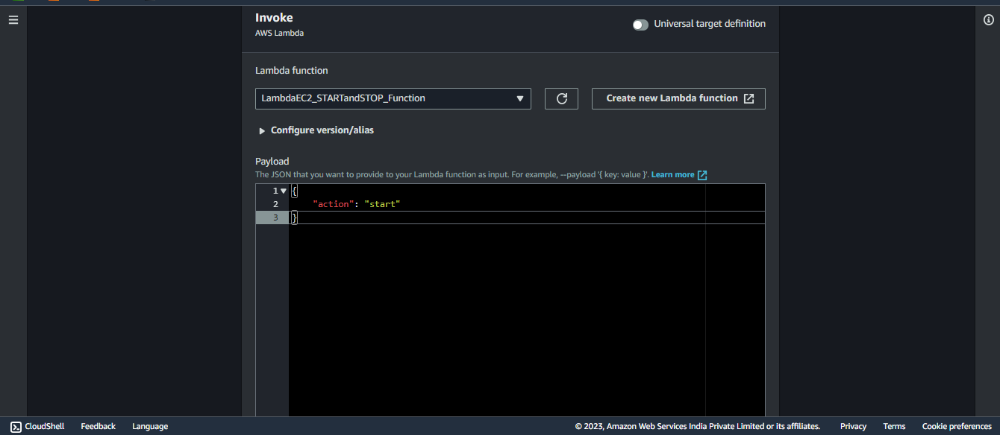 Invoke
AWS Lambda
Universal target definition
Lambda function
LambdaEC2_STARTandSTOP_Function
Create new Lambda function
Configure version/alias
Payload
The JSON that you want to provide to your Lambda function as input. For example, --payload '{ key: value }'. Learn more
1 {
2 "action": "start"
3 }
CloudShell Feedback Language © 2023, Amazon Web Services India Private Limited or its affiliates. Privacy Terms Cookie preferences